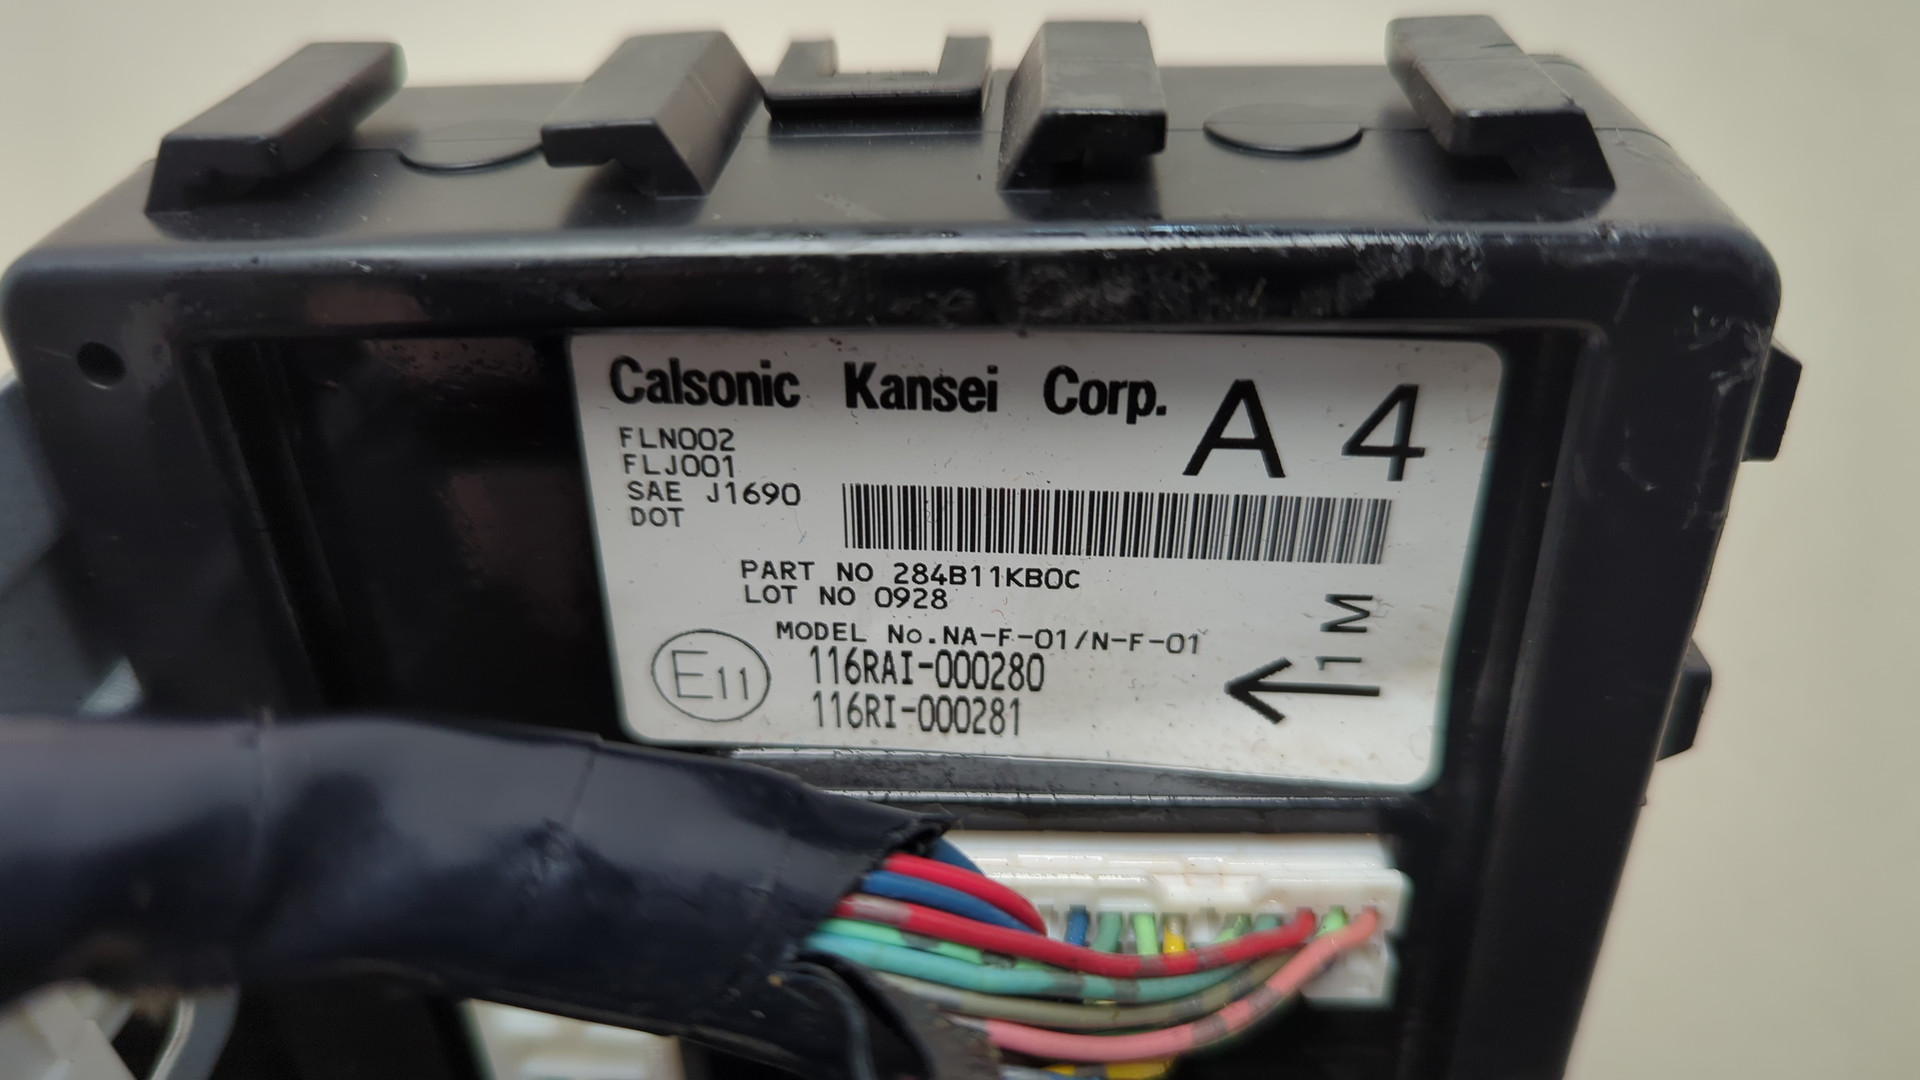 Calsonic Kansei Corp.
A 4
FLN002
FLJ001
SAE J1690
DOT
PART NO 284B11KB0C
LOT NO 0928
MODEL No.NA-F-01/N-F-01
E11
116RAI-000280
116RI-000281
1M